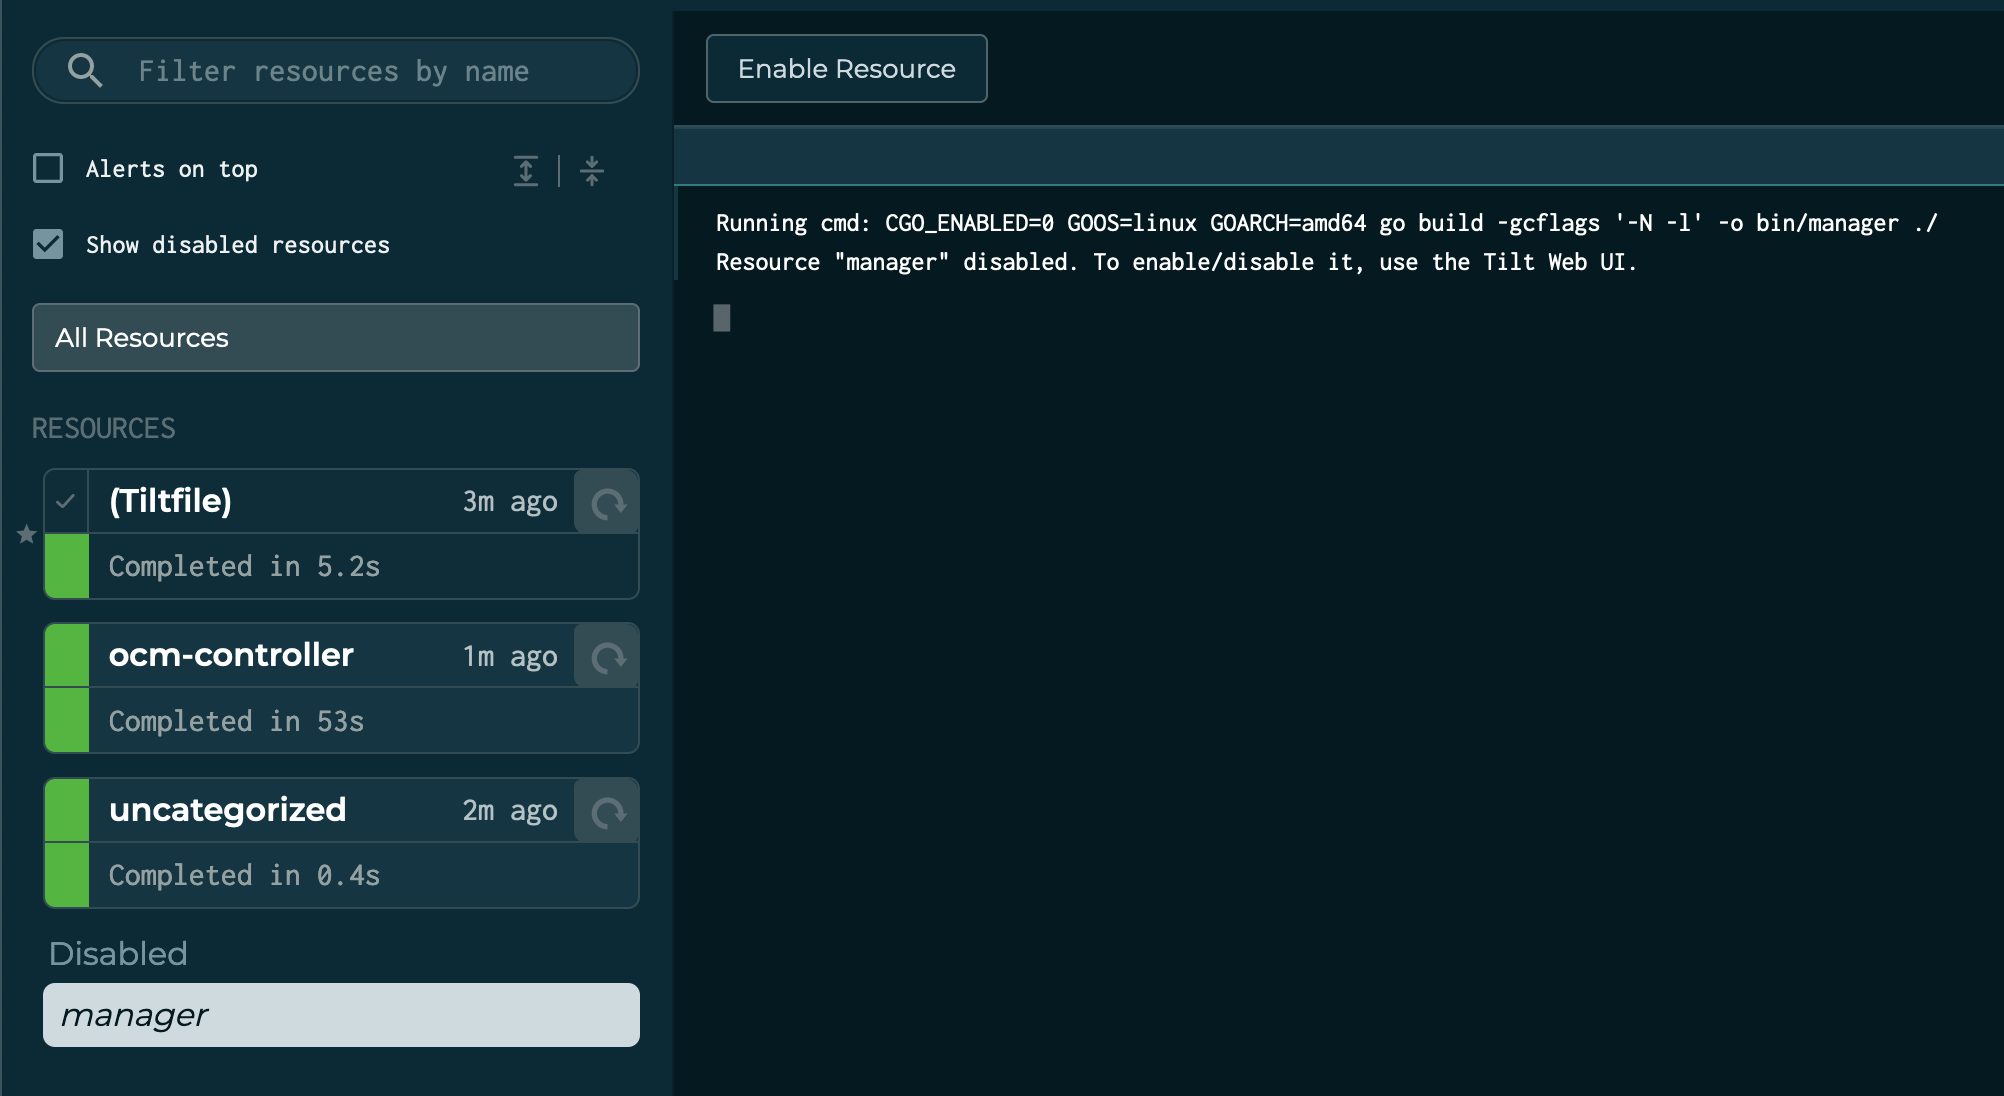 Filter resources by name
Alerts on top
Show disabled resources
All Resources
RESOURCES
(Tiltfile) 3m ago
Completed in 5.2s
ocm-controller 1m ago
Completed in 53s
uncategorized 2m ago
Completed in 0.4s
Disabled
manager
Enable Resource
Running cmd: CGO_ENABLED=0 GOOS=linux GOARCH=amd64 go build -gcflags '-N -l' -o bin/manager ./
Resource "manager" disabled. To enable/disable it, use the Tilt Web UI.